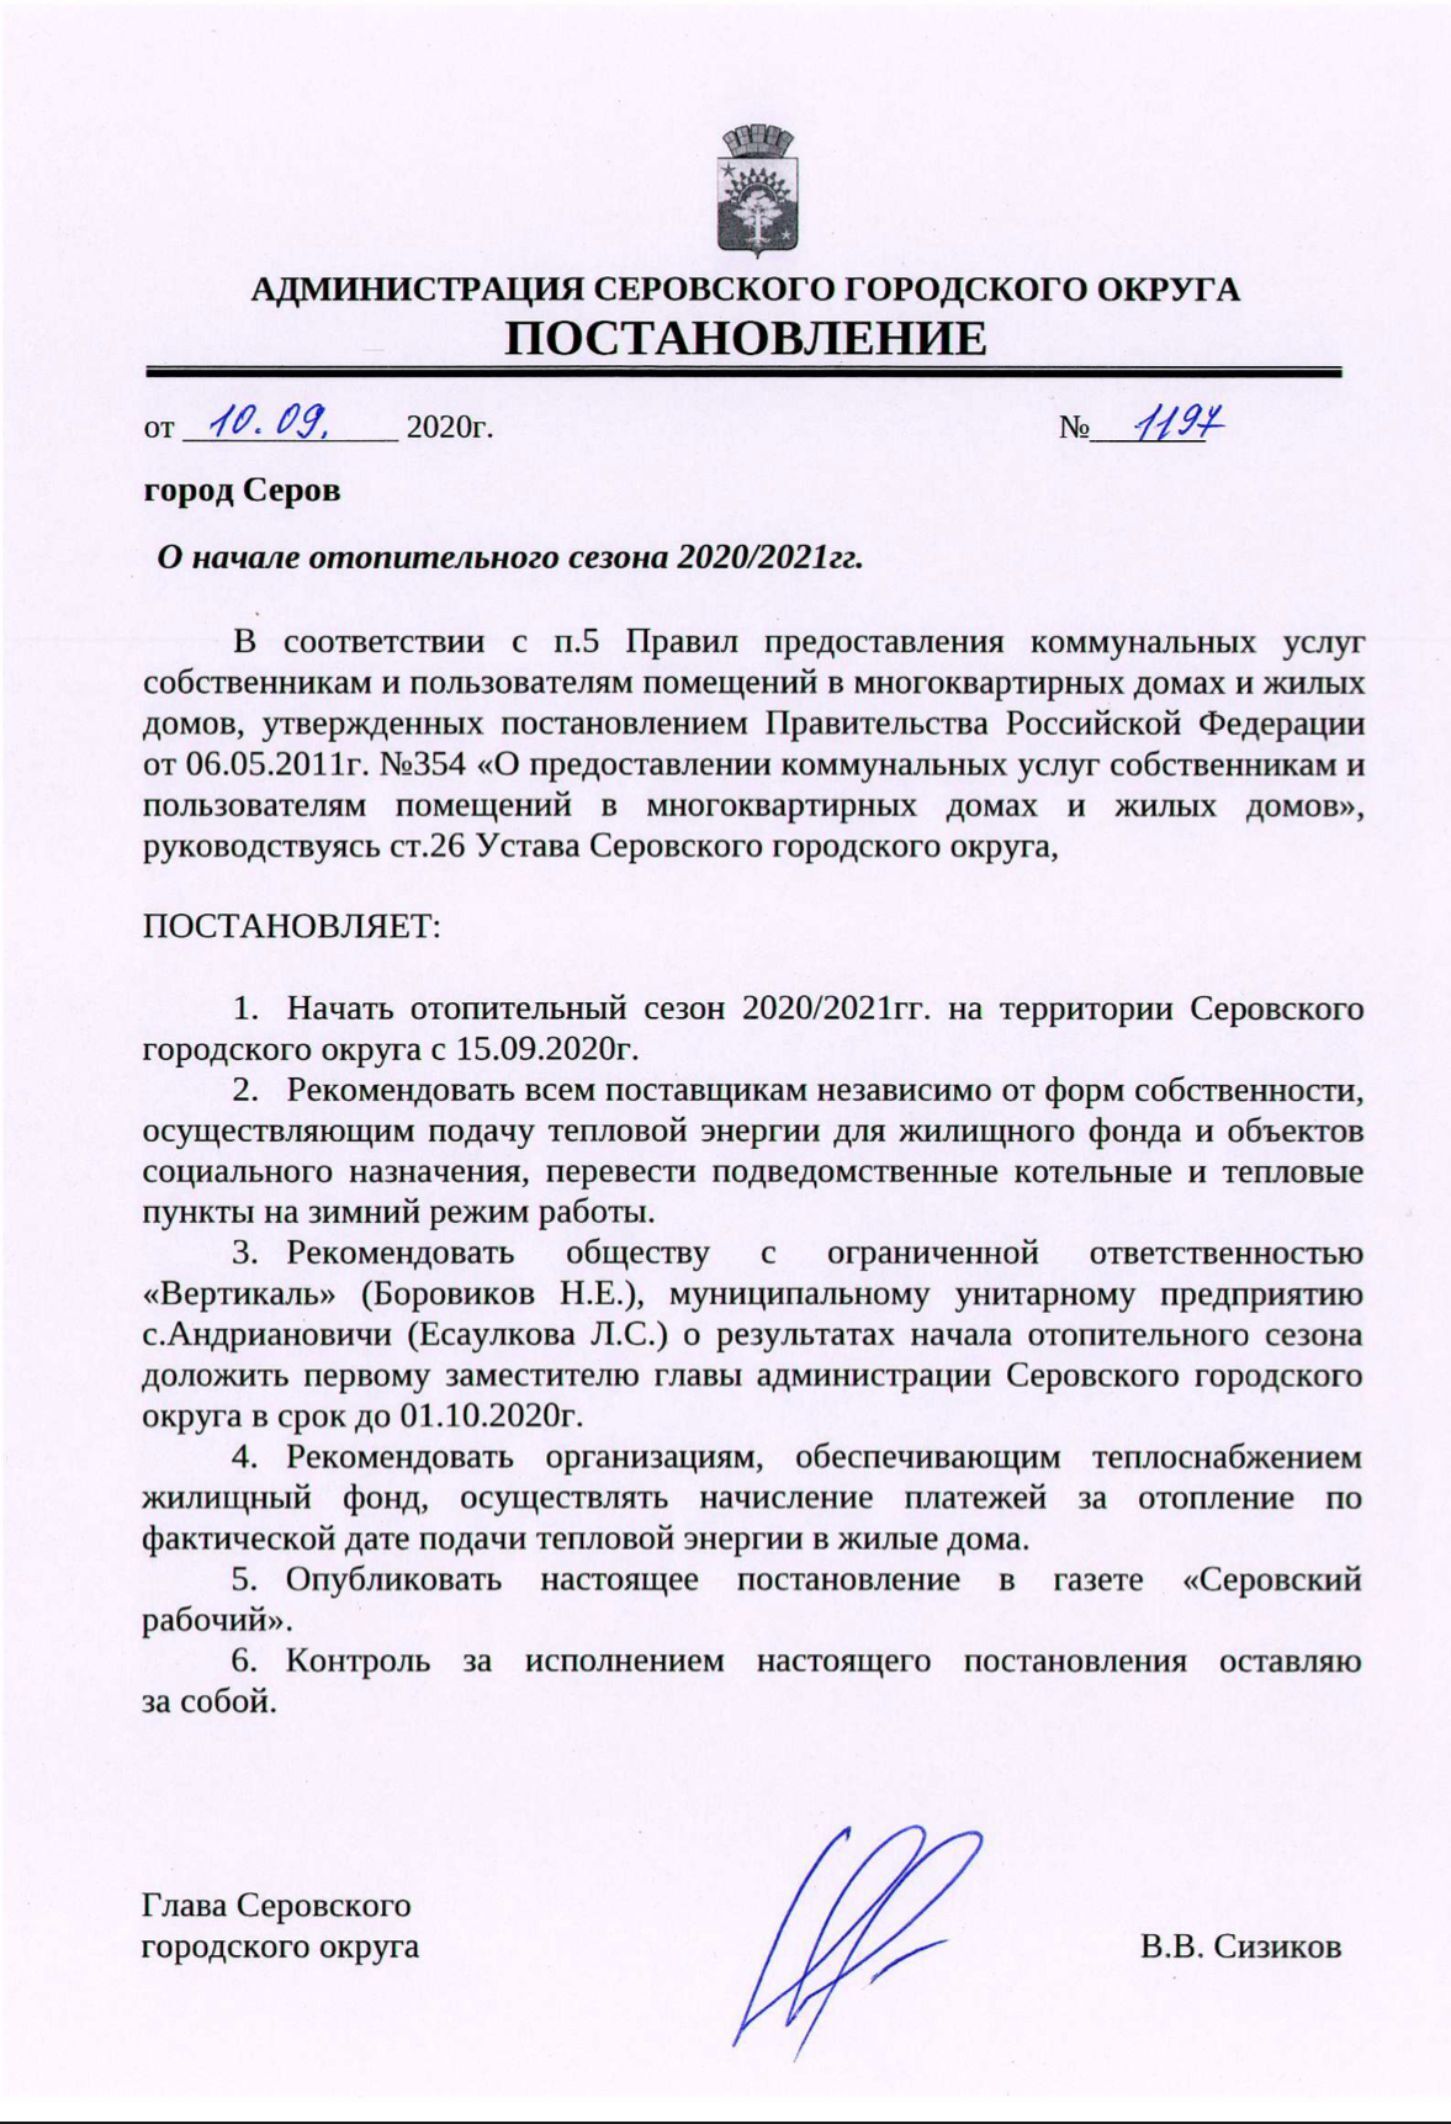 АДМИНИСТРАЦИЯ СЕРОВСКОГО ГОРОДСКОГО ОКРУГА
ПОСТАНОВЛЕНИЕ
от 10.09. 2020г. № 1197
город Серов
О начале отопительного сезона 2020/2021гг.
В соответствии с п.5 Правил предоставления коммунальных услуг
собственникам и пользователям помещений в многоквартирных домах и жилых
домов, утвержденных постановлением Правительства Российской Федерации
от 06.05.2011г. №354 «О предоставлении коммунальных услуг собственникам и
пользователям помещений в многоквартирных домах и жилых домов»,
руководствуясь ст.26 Устава Серовского городского округа,
ПОСТАНОВЛЯЕТ:
1. Начать отопительный сезон 2020/2021гг. на территории Серовского
городского округа с 15.09.2020г.
2. Рекомендовать всем поставщикам независимо от форм собственности,
осуществляющим подачу тепловой энергии для жилищного фонда и объектов
социального назначения, перевести подведомственные котельные и тепловые
пункты на зимний режим работы.
3. Рекомендовать обществу с ограниченной ответственностью
«Вертикаль» (Боровиков Н.Е.), муниципальному унитарному предприятию
с.Андриановичи (Есаулкова Л.С.) о результатах начала отопительного сезона
доложить первому заместителю главы администрации Серовского городского
округа в срок до 01.10.2020г.
4. Рекомендовать организациям, обеспечивающим теплоснабжением
жилищный фонд, осуществлять начисление платежей за отопление по
фактической дате подачи тепловой энергии в жилые дома.
5. Опубликовать настоящее постановление в газете «Серовский
рабочий».
6. Контроль за исполнением настоящего постановления оставляю
за собой.
Глава Серовского
городского округа В.В. Сизиков